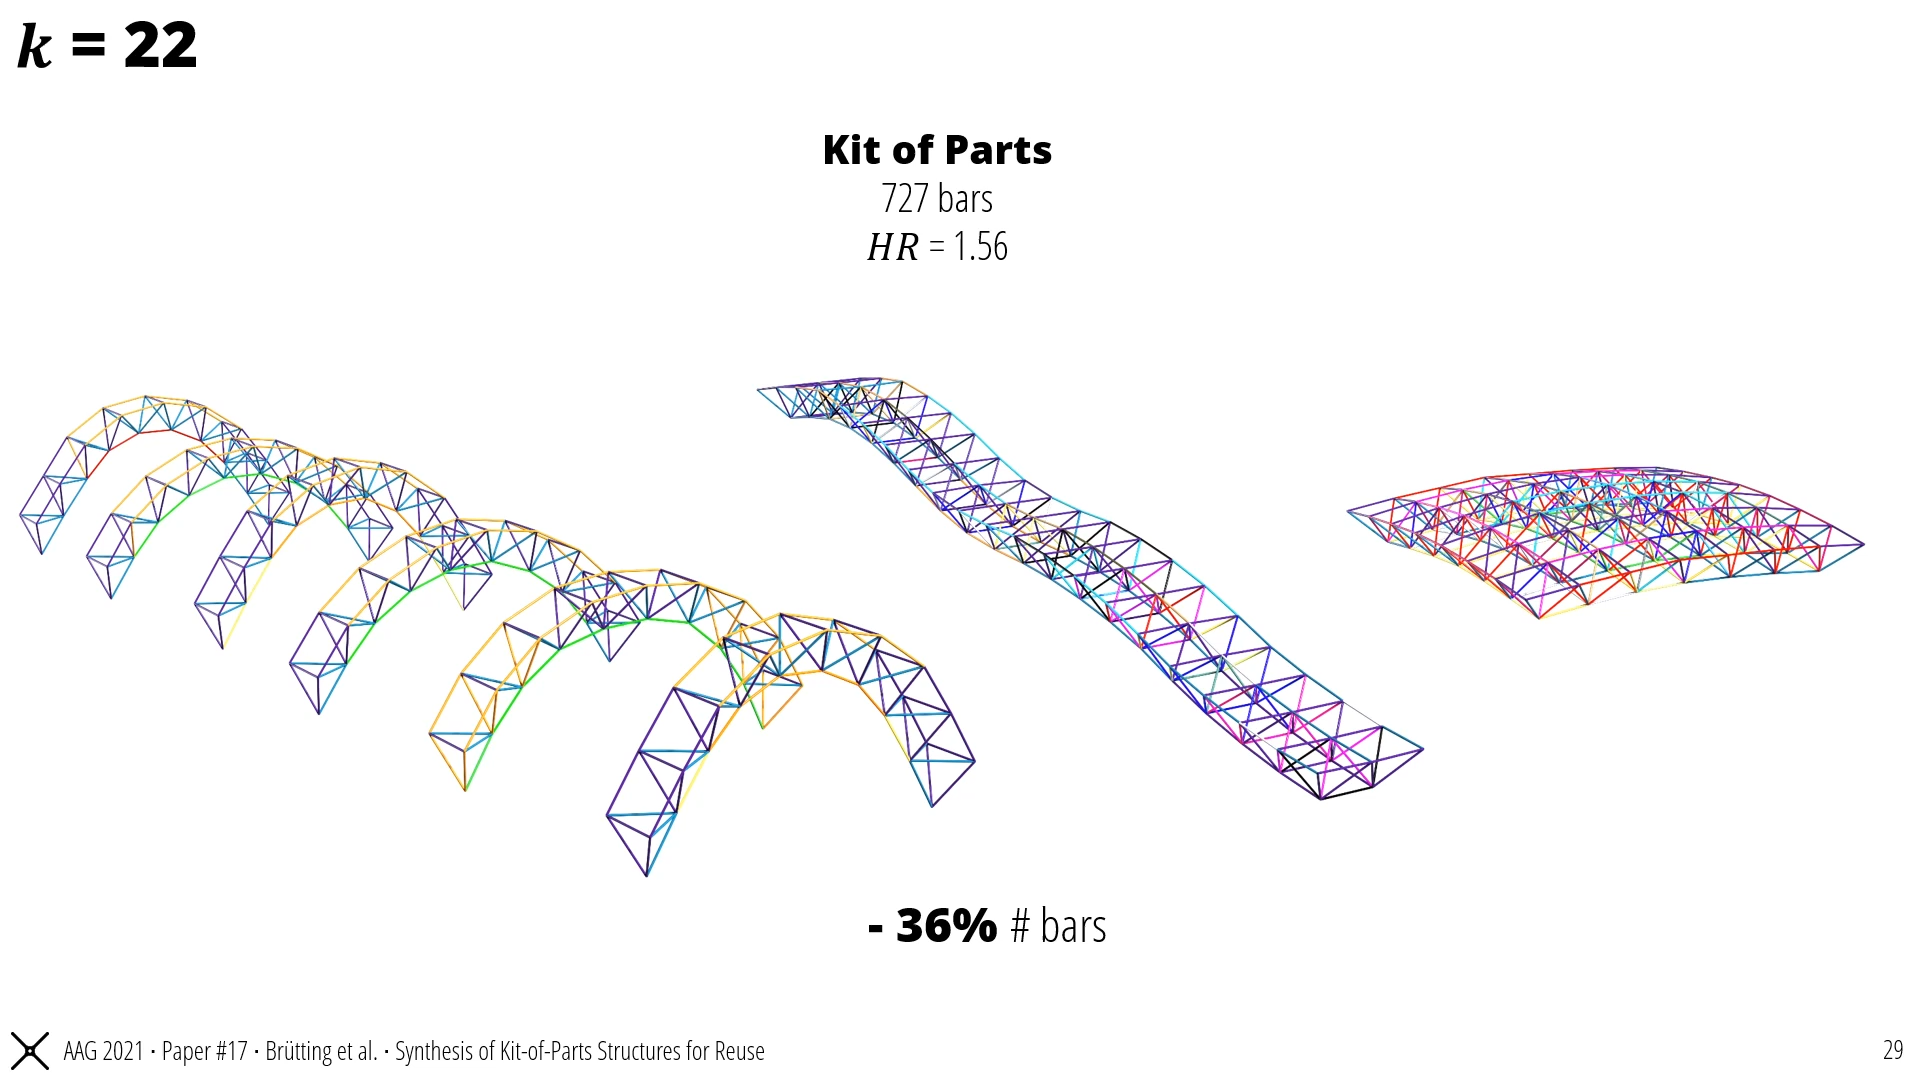 k = 22
Kit of Parts
727 bars
HR = 1.56
- 36% # bars
AAG 2021 · Paper #17 · Brütting et al. · Synthesis of Kit-of-Parts Structures for Reuse
29